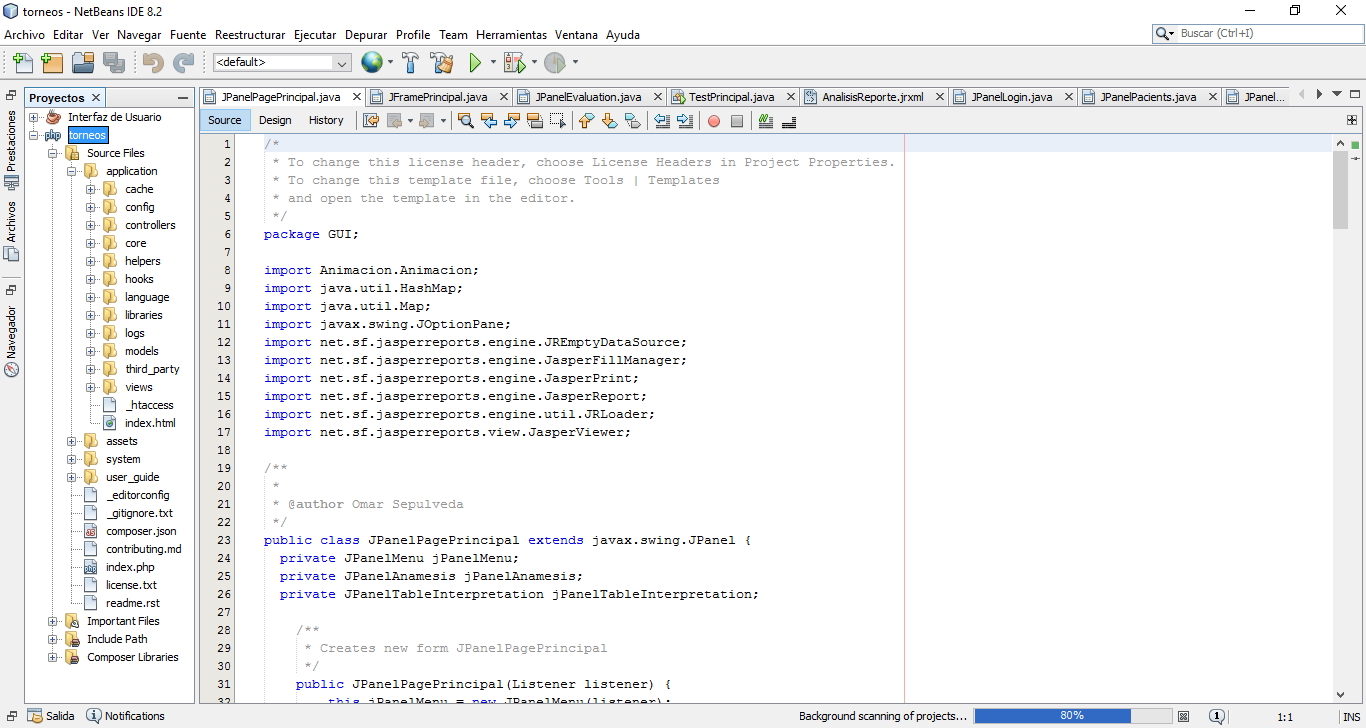 torneos - NetBeans IDE 8.2
Archivo Editar Ver Navegar Fuente Reestructurar Ejecutar Depurar Profile Team Herramientas Ventana Ayuda
Buscar (Ctrl+I)
<default>
Prestaciones
Archivos
Navegador
Proyectos
Interfaz de Usuario
php torneos
Source Files
application
cache
config
controllers
core
helpers
hooks
language
libraries
logs
models
third_party
views
_htaccess
index.html
assets
system
user_guide
_editorconfig
_gitignore.txt
composer.json
contributing.md
index.php
license.txt
readme.rst
Important Files
Include Path
Composer Libraries
JPanelPagePrincipal.java JFramePrincipal.java JPanelEvaluation.java TestPrincipal.java AnalisisReporte.jrxml JPanelLogin.java JPanelPacients.java JPanel...
Source Design History
1 /*
2 * To change this license header, choose License Headers in Project Properties.
3 * To change this template file, choose Tools | Templates
4 * and open the template in the editor.
5 */
6 package GUI;
7
8 import Animacion.Animacion;
9 import java.util.HashMap;
10 import java.util.Map;
11 import javax.swing.JOptionPane;
12 import net.sf.jasperreports.engine.JREmptyDataSource;
13 import net.sf.jasperreports.engine.JasperFillManager;
14 import net.sf.jasperreports.engine.JasperPrint;
15 import net.sf.jasperreports.engine.JasperReport;
16 import net.sf.jasperreports.engine.util.JRLoader;
17 import net.sf.jasperreports.view.JasperViewer;
18
19 /**
20 *
21 * @author Omar Sepulveda
22 */
23 public class JPanelPagePrincipal extends javax.swing.JPanel {
24 private JPanelMenu jPanelMenu;
25 private JPanelAnamesis jPanelAnamesis;
26 private JPanelTableInterpretation jPanelTableInterpretation;
27
28 /**
29 * Creates new form JPanelPagePrincipal
30 */
31 public JPanelPagePrincipal(Listener listener) {
32 this.jPanelMenu = new JPanelMenu(listener);
Salida Notifications
Background scanning of projects... 80% 1:1 INS